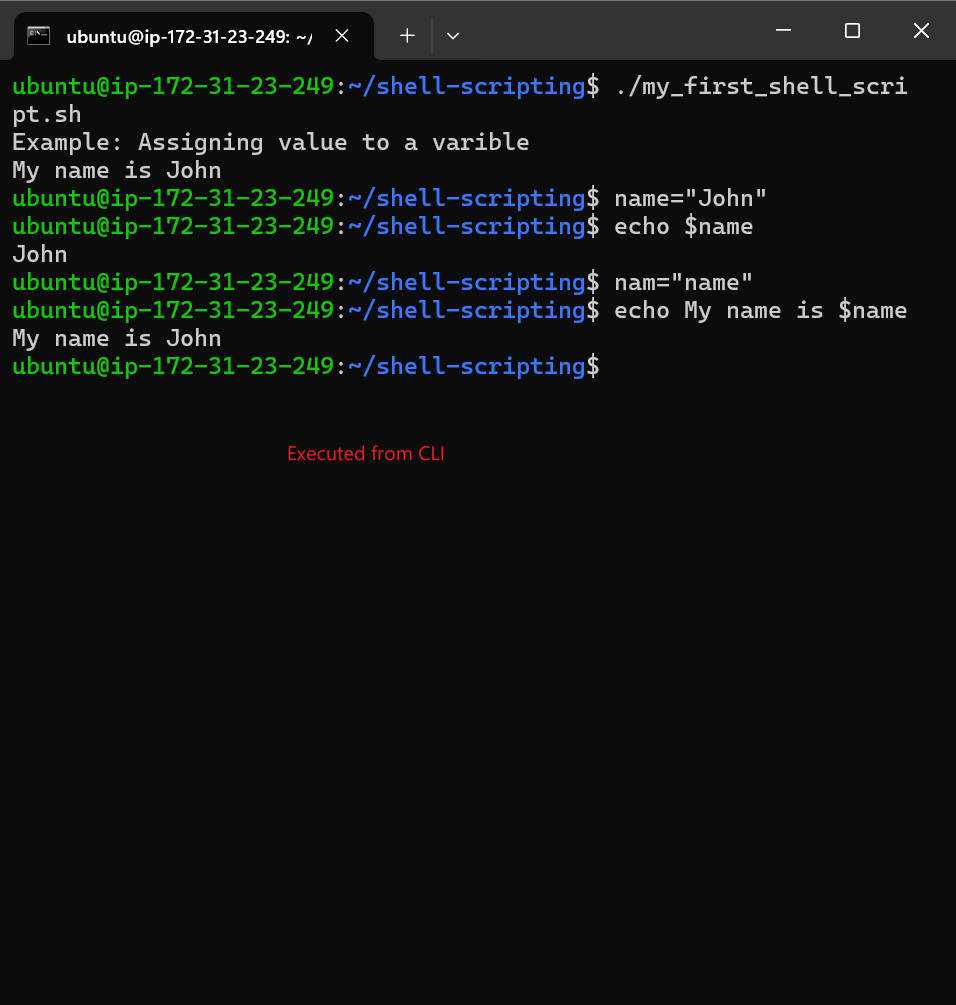 ubuntu@ip-172-31-23-249: ~/
ubuntu@ip-172-31-23-249:~/shell-scripting$ ./my_first_shell_scri
pt.sh
Example: Assigning value to a varible
My name is John
ubuntu@ip-172-31-23-249:~/shell-scripting$ name="John"
ubuntu@ip-172-31-23-249:~/shell-scripting$ echo $name
John
ubuntu@ip-172-31-23-249:~/shell-scripting$ nam="name"
ubuntu@ip-172-31-23-249:~/shell-scripting$ echo My name is $name
My name is John
ubuntu@ip-172-31-23-249:~/shell-scripting$
Executed from CLI